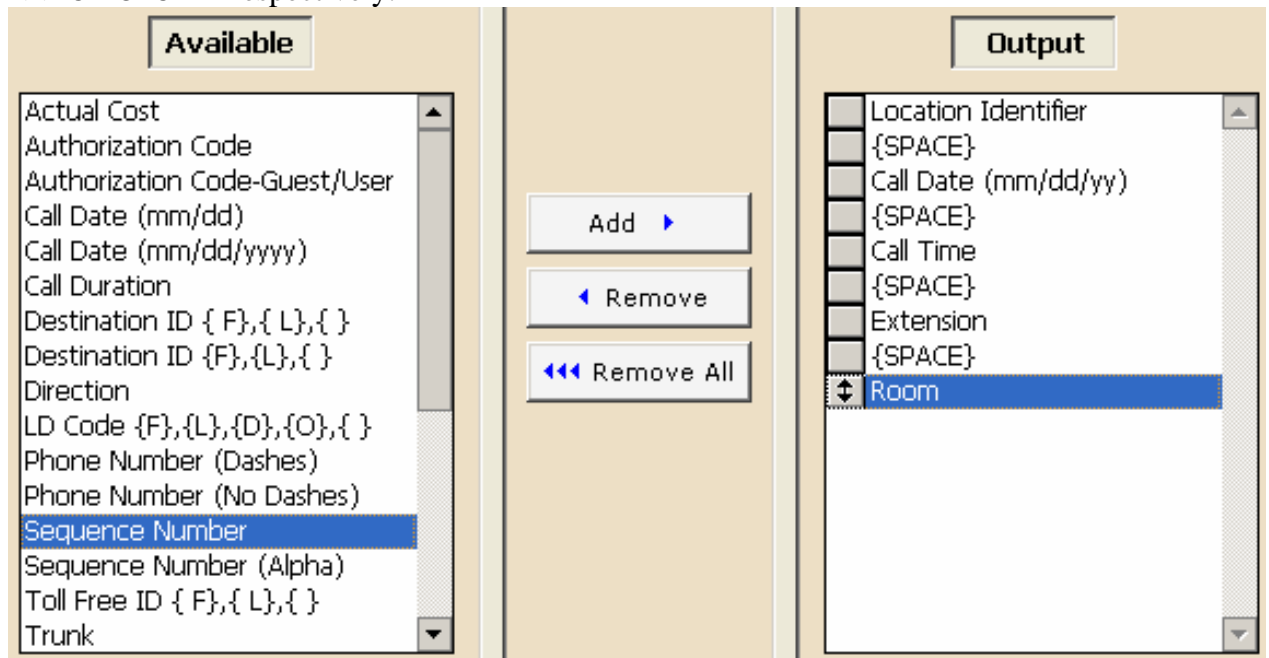 respectively.
Available
Actual Cost
Authorization Code
Authorization Code-Guest/User
Call Date (mm/dd)
Call Date (mm/dd/yyyy)
Call Duration
Destination ID { F},{ L},{ }
Destination ID {F},{L},{ }
Direction
LD Code {F},{L},{D},{O},{ }
Phone Number (Dashes)
Phone Number (No Dashes)
Sequence Number
Sequence Number (Alpha)
Toll Free ID { F},{ L},{ }
Trunk
Add
Remove
Remove All
Output
Location Identifier
{SPACE}
Call Date (mm/dd/yy)
{SPACE}
Call Time
{SPACE}
Extension
{SPACE}
Room